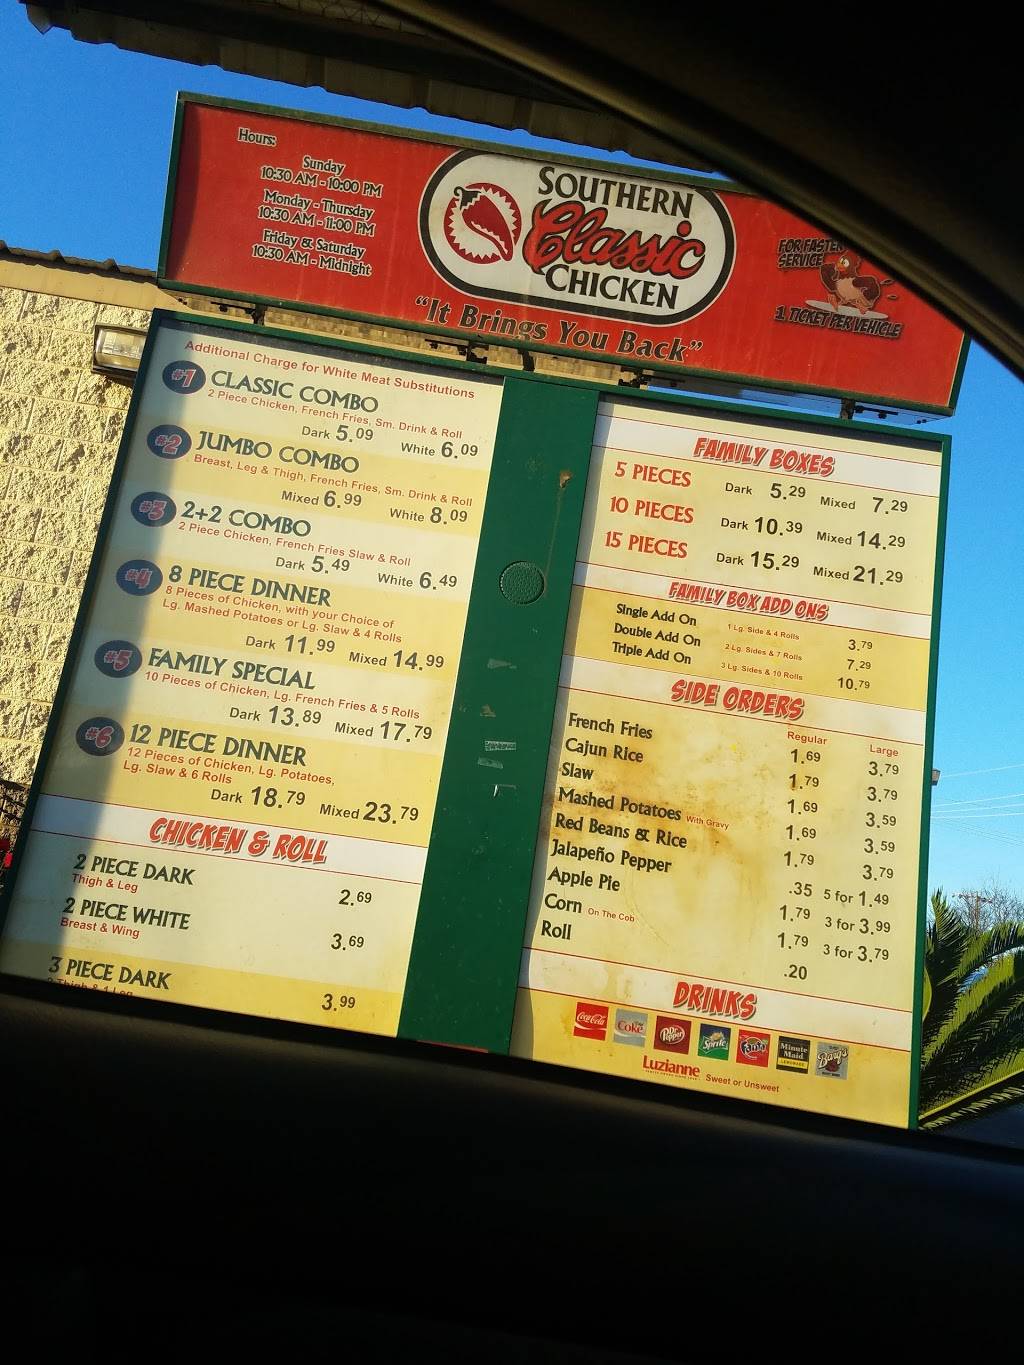 Hours:
Sunday
10:30 AM - 10:00 PM
Monday - Thursday
10:30 AM - 11:00 PM
Friday & Saturday
10:30 AM - Midnight
SOUTHERN
Classic
CHICKEN
"It Brings You Back"
FOR FASTER
SERVICE
1 TICKET PER VEHICLE
Additional Charge for White Meat Substitutions
#1 CLASSIC COMBO
2 Piece Chicken, French Fries, Sm. Drink & Roll
Dark 5.09 White 6.09
#2 JUMBO COMBO
Breast, Leg & Thigh, French Fries, Sm. Drink & Roll
Mixed 6.99 White 8.09
#3 2+2 COMBO
2 Piece Chicken, French Fries Slaw & Roll
Dark 5.49 White 6.49
#4 8 PIECE DINNER
8 Pieces of Chicken, with your Choice of
Lg. Mashed Potatoes or Lg. Slaw & 4 Rolls
Dark 11.99 Mixed 14.99
#5 FAMILY SPECIAL
10 Pieces of Chicken, Lg. French Fries & 5 Rolls
Dark 13.89 Mixed 17.79
#6 12 PIECE DINNER
12 Pieces of Chicken, Lg. Potatoes,
Lg. Slaw & 6 Rolls
Dark 18.79 Mixed 23.79
CHICKEN & ROLL
2 PIECE DARK 2.69
Thigh & Leg
2 PIECE WHITE 3.69
Breast & Wing
3 PIECE DARK 3.99
FAMILY BOXES
5 PIECES Dark 5.29 Mixed 7.29
10 PIECES Dark 10.39 Mixed 14.29
15 PIECES Dark 15.29 Mixed 21.29
FAMILY BOX ADD ONS
Single Add On 1 Lg. Side & 4 Rolls 3.79
Double Add On 2 Lg. Sides & 7 Rolls 7.29
Triple Add On 3 Lg. Sides & 10 Rolls 10.79
SIDE ORDERS
Regular Large
French Fries 1.69 3.79
Cajun Rice 1.79 3.79
Slaw 1.69 3.59
Mashed Potatoes With Gravy 1.69 3.59
Red Beans & Rice 1.79 3.79
Jalapeño Pepper .35 5 for 1.49
Apple Pie 1.79 3 for 3.99
Corn On The Cob 1.79 3 for 3.79
Roll .20
DRINKS
Coca-Cola Coke Dr Pepper Sprite Fanta Minute Maid LEMONADE Barq's
Luzianne Sweet or Unsweet